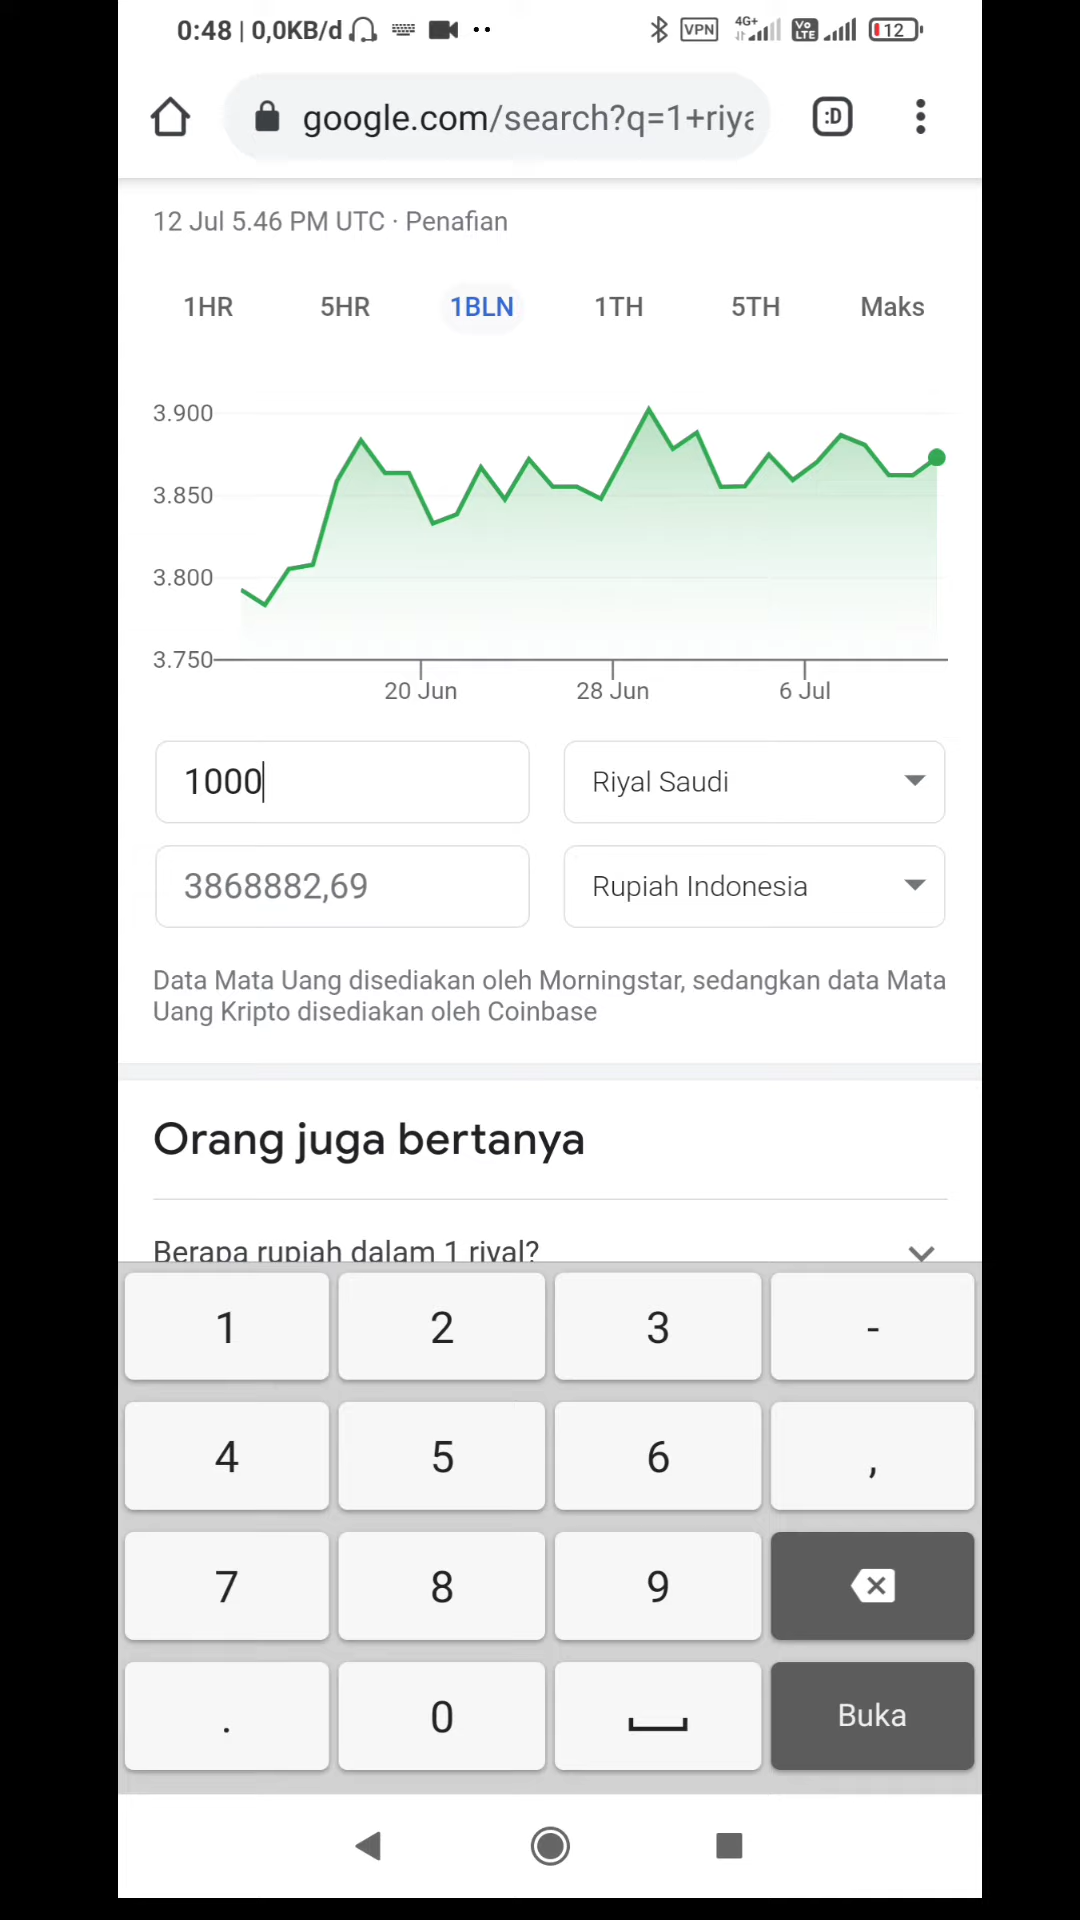 0:48 | 0,0KB/d
VPN 4G+ Vo LTE 12
google.com/search?q=1+riya
:D
12 Jul 5.46 PM UTC · Penafian
1HR 5HR 1BLN 1TH 5TH Maks
3.900
3.850
3.800
3.750
20 Jun 28 Jun 6 Jul
1000 Riyal Saudi
3868882,69 Rupiah Indonesia
Data Mata Uang disediakan oleh Morningstar, sedangkan data Mata
Uang Kripto disediakan oleh Coinbase
Orang juga bertanya
Berapa rupiah dalam 1 riyal?
1 2 3 -
4 5 6 ,
7 8 9
. 0 Buka